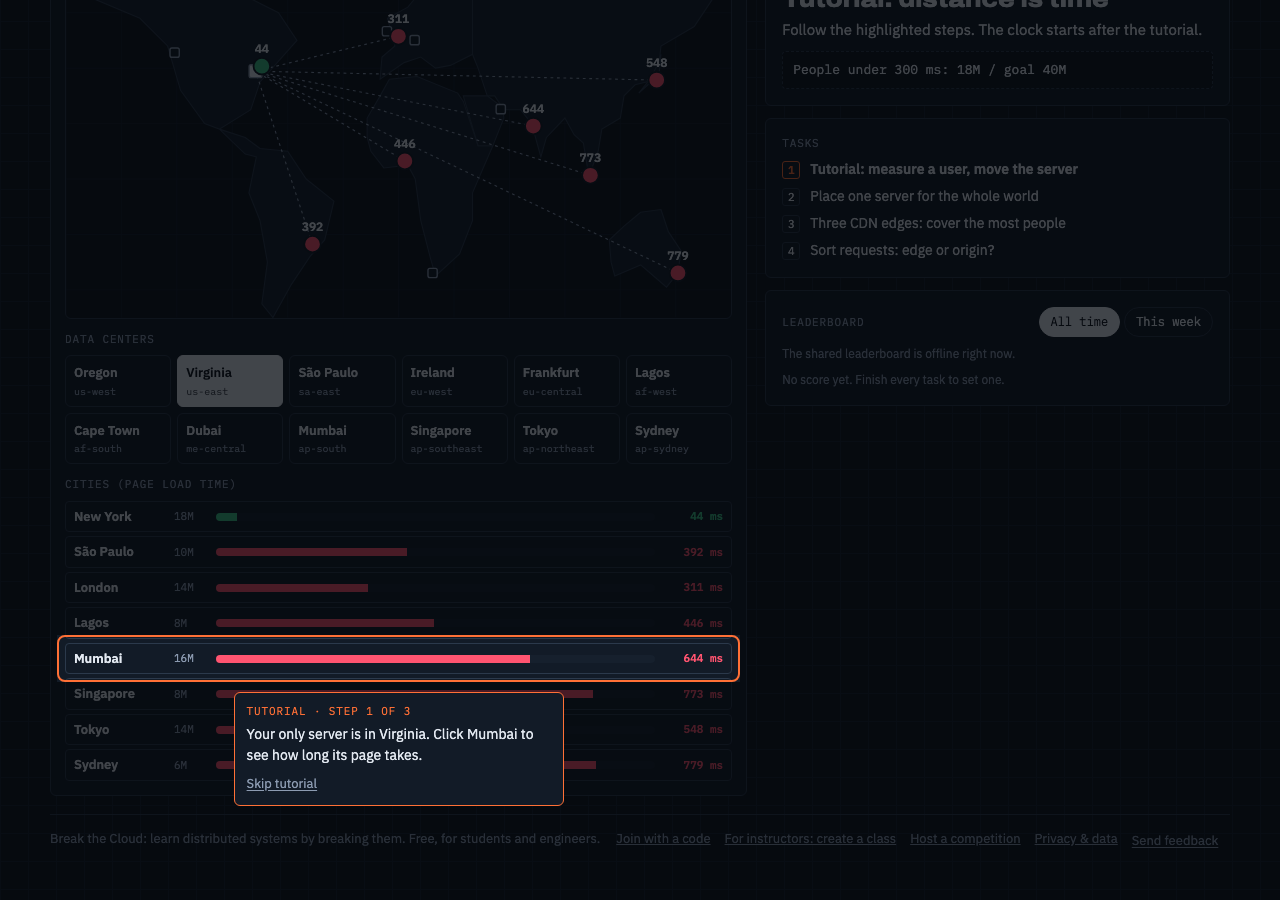 311
44
548
644
446
773
392
779
DATA CENTERS
Oregon
us-west
Virginia
us-east
São Paulo
sa-east
Ireland
eu-west
Frankfurt
eu-central
Lagos
af-west
Cape Town
af-south
Dubai
me-central
Mumbai
ap-south
Singapore
ap-southeast
Tokyo
ap-northeast
Sydney
ap-sydney
CITIES (PAGE LOAD TIME)
New York 18M 44 ms
São Paulo 10M 392 ms
London 14M 311 ms
Lagos 8M 446 ms
Mumbai 16M 644 ms
Singapore 8M 773 ms
Tokyo 14M 548 ms
Sydney 6M 779 ms
TUTORIAL · STEP 1 OF 3
Your only server is in Virginia. Click Mumbai to
see how long its page takes.
Skip tutorial
Tutorial: distance is time
Follow the highlighted steps. The clock starts after the tutorial.
People under 300 ms: 18M / goal 40M
TASKS
1 Tutorial: measure a user, move the server
2 Place one server for the whole world
3 Three CDN edges: cover the most people
4 Sort requests: edge or origin?
LEADERBOARD
All time
This week
The shared leaderboard is offline right now.
No score yet. Finish every task to set one.
Break the Cloud: learn distributed systems by breaking them. Free, for students and engineers. Join with a code For instructors: create a class Host a competition Privacy & data Send feedback